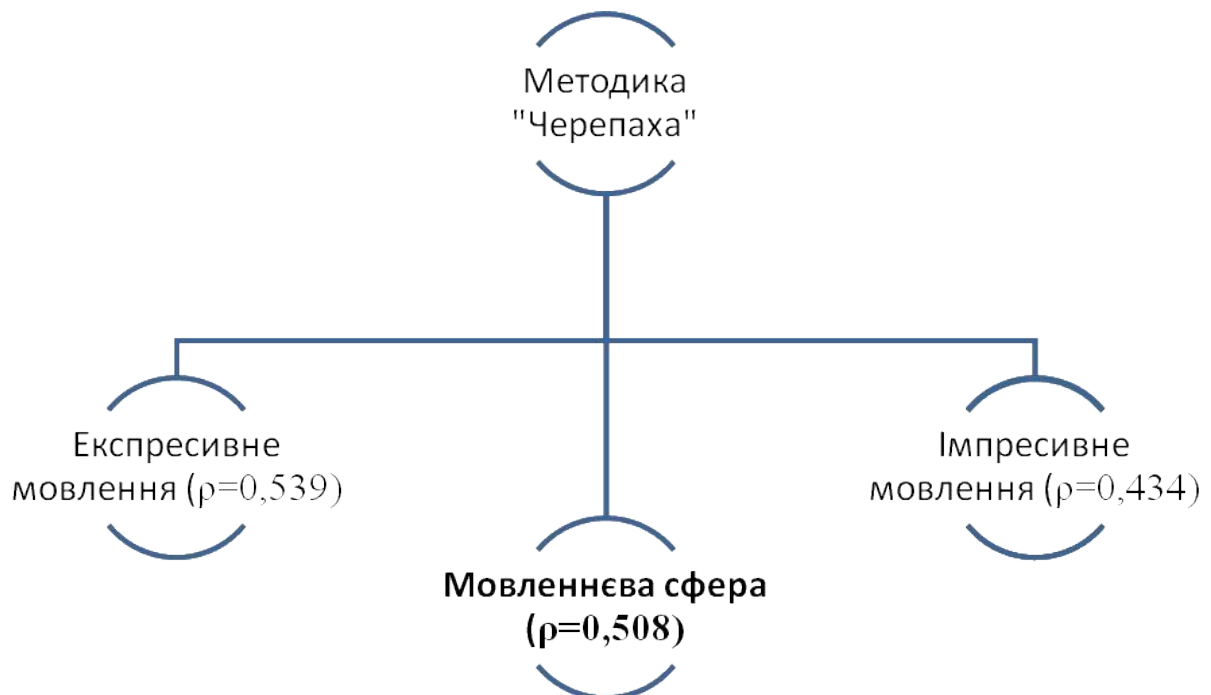 Методика
"Черепаха"
Експресивне
мовлення (ρ=0,539)
Імпресивне
мовлення (ρ=0,434)
Мовленнєва сфера
(ρ=0,508)